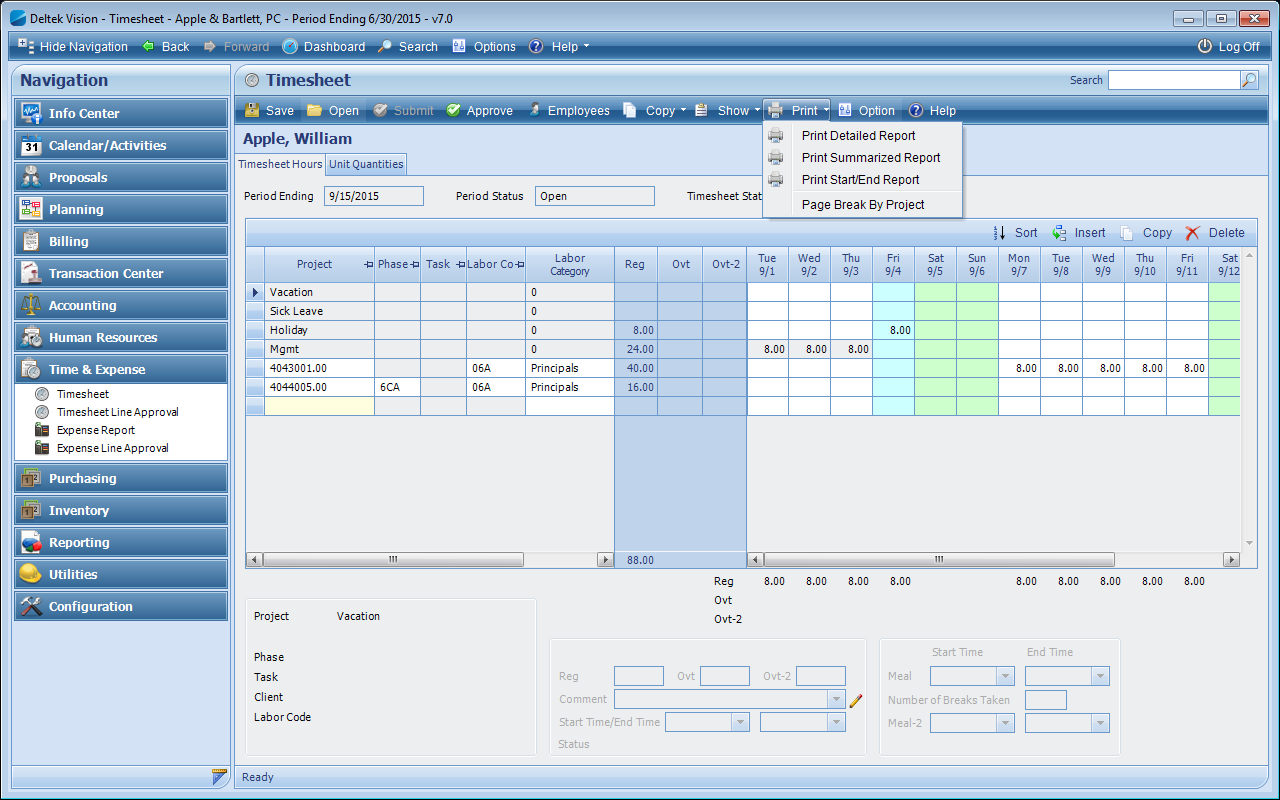 Deltek Vision - Timesheet - Apple & Bartlett, PC - Period Ending 6/30/2015 - v7.0
Hide Navigation Back Forward Dashboard Search Options Help Log Off
Navigation
Info Center
31 Calendar/Activities
Proposals
Planning
Billing
Transaction Center
Accounting
Human Resources
Time & Expense
Timesheet
Timesheet Line Approval
Expense Report
Expense Line Approval
Purchasing
Inventory
Reporting
Utilities
Configuration
Timesheet Search
Save Open Submit Approve Employees Copy Show Print Option Help
Print Detailed Report
Print Summarized Report
Print Start/End Report
Page Break By Project
Apple, William
Timesheet Hours Unit Quantities
Period Ending 9/15/2015 Period Status Open Timesheet Stat
Sort Insert Copy Delete
Project Phase Task Labor Co Labor Category Reg Ovt Ovt-2 Tue 9/1 Wed 9/2 Thu 9/3 Fri 9/4 Sat 9/5 Sun 9/6 Mon 9/7 Tue 9/8 Wed 9/9 Thu 9/10 Fri 9/11 Sat 9/12
Vacation 0
Sick Leave 0
Holiday 0 8.00 8.00
Mgmt 0 24.00 8.00 8.00 8.00
4043001.00 06A Principals 40.00 8.00 8.00 8.00 8.00 8.00
4044005.00 6CA 06A Principals 16.00
88.00
Reg 8.00 8.00 8.00 8.00 8.00 8.00 8.00 8.00 8.00
Ovt
Ovt-2
Project Vacation
Phase
Task
Client
Labor Code
Reg Ovt Ovt-2
Comment
Start Time/End Time
Status
Start Time End Time
Meal
Number of Breaks Taken
Meal-2
Ready